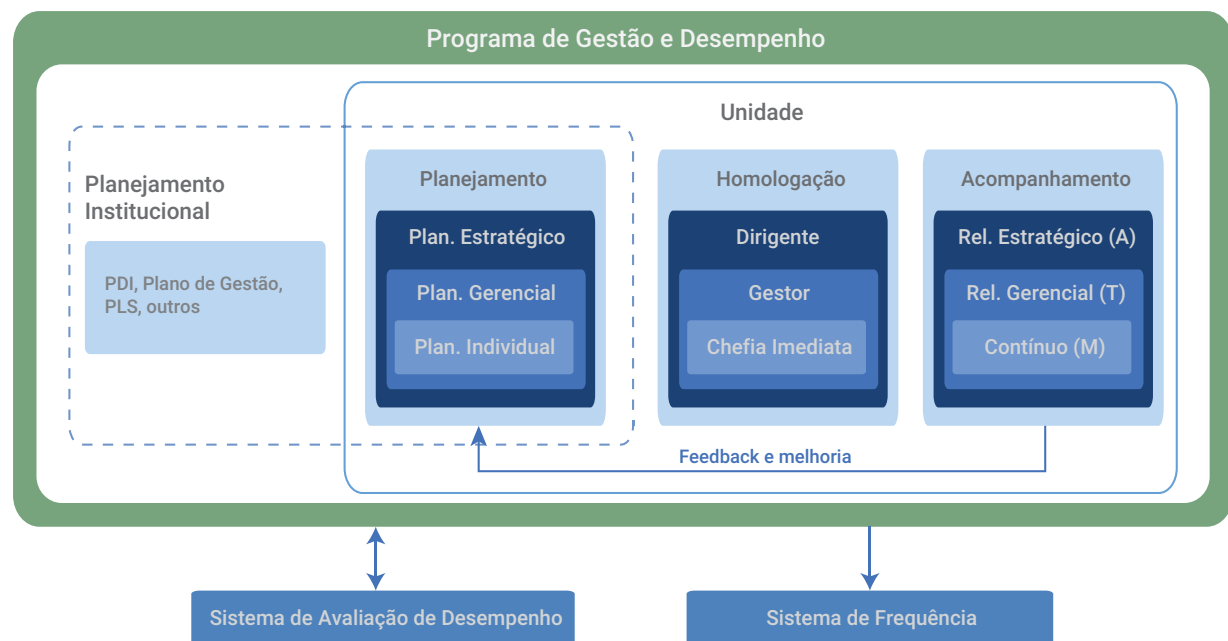 Programa de Gestão e Desempenho
Unidade
Planejamento
Institucional
PDI, Plano de Gestão,
PLS, outros
Planejamento
Plan. Estratégico
Plan. Gerencial
Plan. Individual
Homologação
Dirigente
Gestor
Chefia Imediata
Acompanhamento
Rel. Estratégico (A)
Rel. Gerencial (T)
Contínuo (M)
Feedback e melhoria
Sistema de Avaliação de Desempenho
Sistema de Frequência